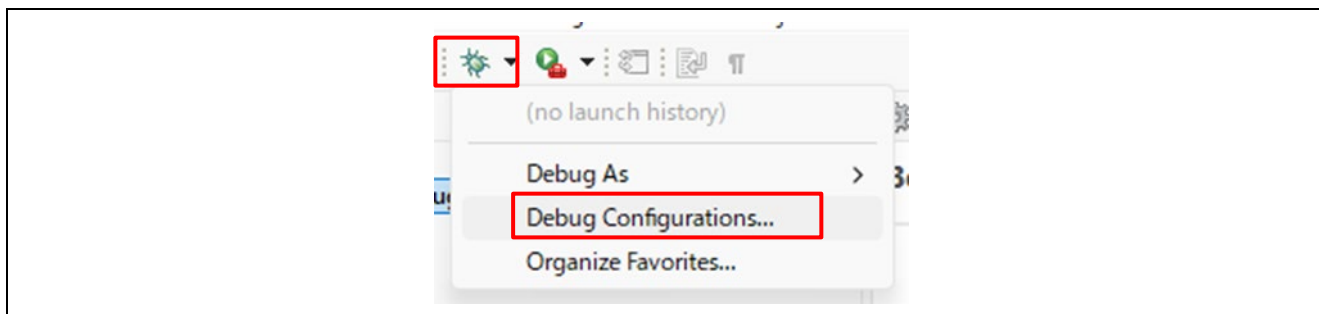 (no launch history)
Debug As
Debug Configurations...
Organize Favorites...